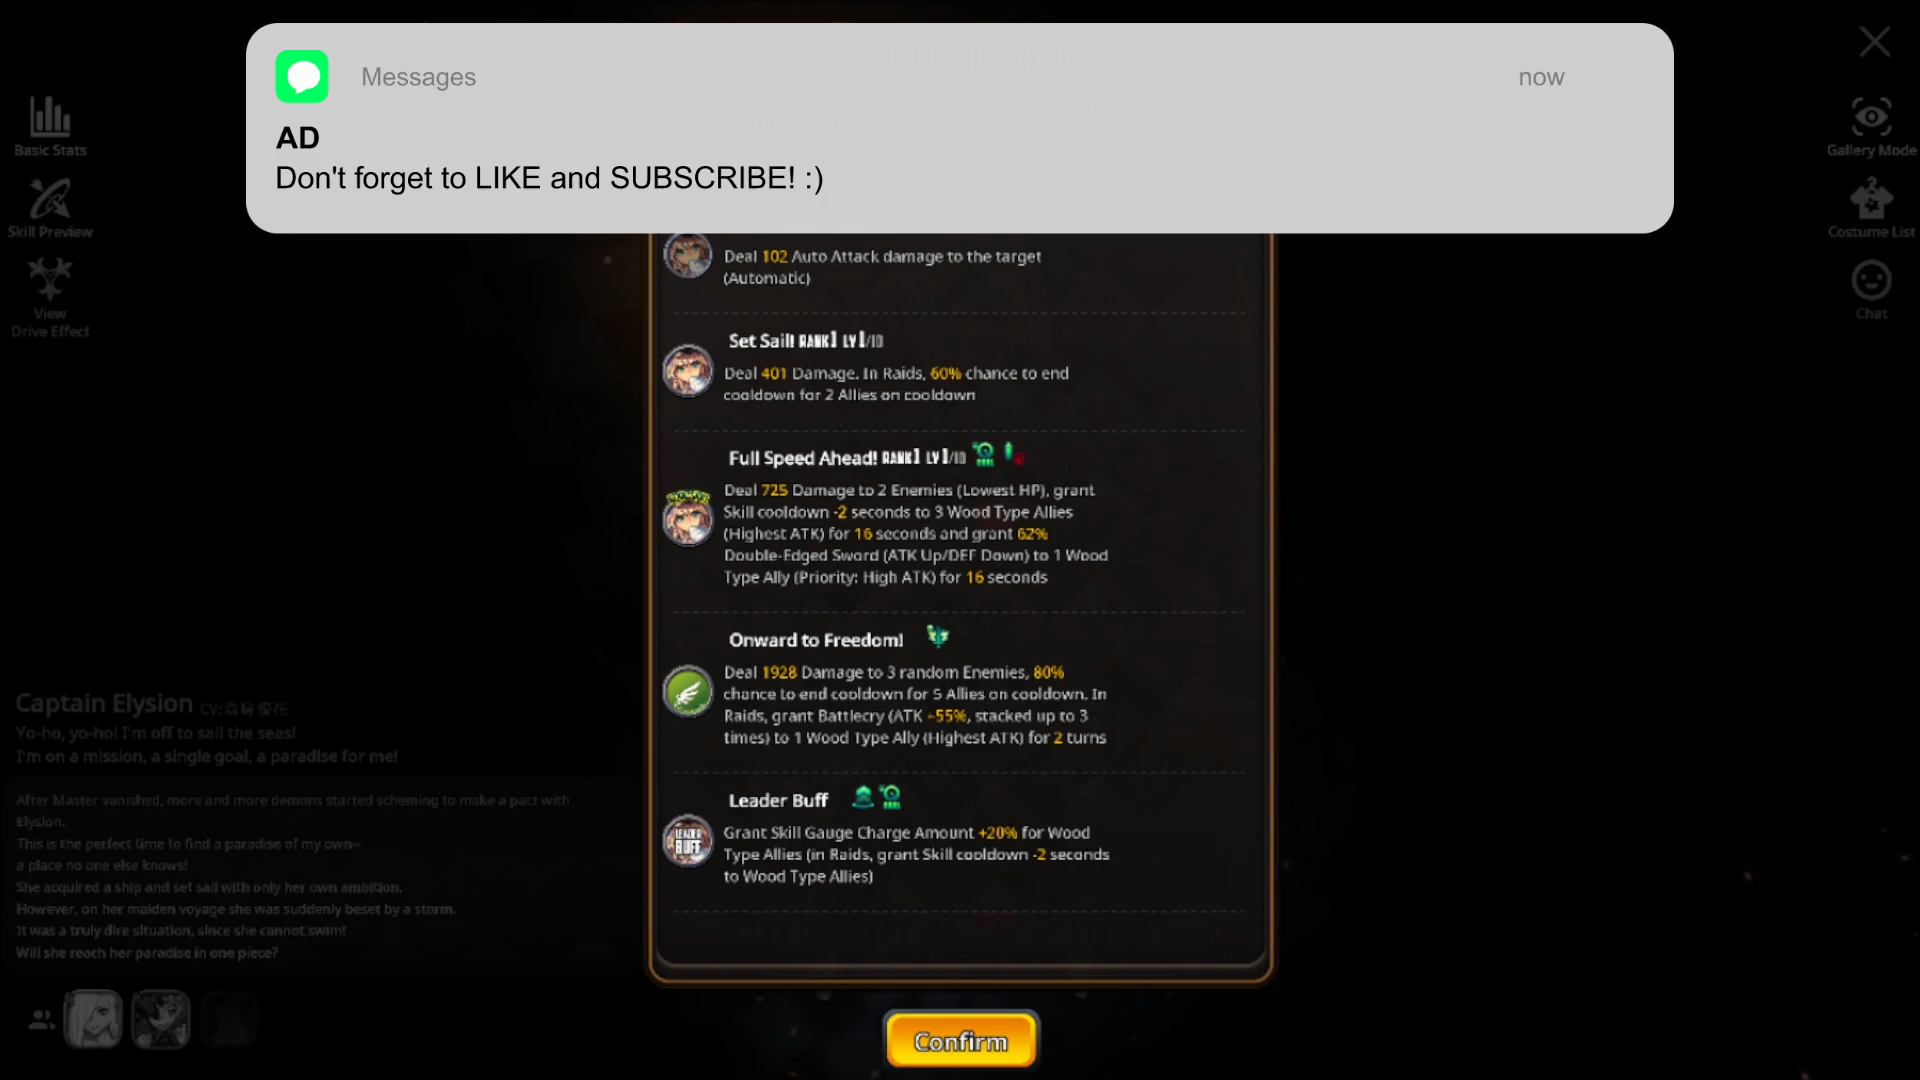 Messages
now
AD
Don't forget to LIKE and SUBSCRIBE! :)
Basic Stats
Skill Preview
View
Drive Effect
Gallery Mode
2
Costume List
Chat
Deal 102 Auto Attack damage to the target
(Automatic)
Set Sail! RANK1 LV1/10
Deal 401 Damage. In Raids, 60% chance to end
cooldown for 2 Allies on cooldown
Full Speed Ahead! RANK1 LV1/10
Deal 725 Damage to 2 Enemies (Lowest HP), grant
Skill cooldown -2 seconds to 3 Wood Type Allies
(Highest ATK) for 16 seconds and grant 62%
Double-Edged Sword (ATK Up/DEF Down) to 1 Wood
Type Ally (Priority: High ATK) for 16 seconds
Onward to Freedom!
Deal 1928 Damage to 3 random Enemies, 80%
chance to end cooldown for 5 Allies on cooldown. In
Raids, grant Battlecry (ATK +55%, stacked up to 3
times) to 1 Wood Type Ally (Highest ATK) for 2 turns
Leader Buff
LEADER
BUFF
Grant Skill Gauge Charge Amount +20% for Wood
Type Allies (in Raids, grant Skill cooldown -2 seconds
to Wood Type Allies)
Captain Elysion CV:
Yo-ho, yo-ho! I'm off to sail the seas!
I'm on a mission, a single goal, a paradise for me!
After Master vanished, more and more demons started scheming to make a pact with
Elysion.
This is the perfect time to find a paradise of my own—
a place no one else knows!
She acquired a ship and set sail with only her own ambition.
However, on her maiden voyage she was suddenly beset by a storm.
It was a truly dire situation, since she cannot swim!
Will she reach her paradise in one piece?
Confirm